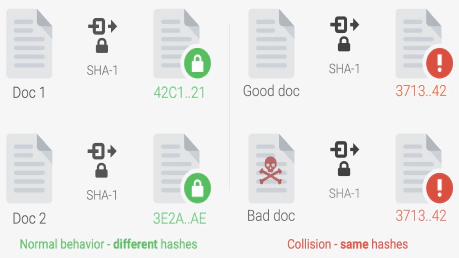 SHA-1
Doc 1
42C1..21
SHA-1
Doc 2
3E2A..AE
Normal behavior - different hashes
SHA-1
Good doc
3713..42
SHA-1
Bad doc
3713..42
Collision - same hashes